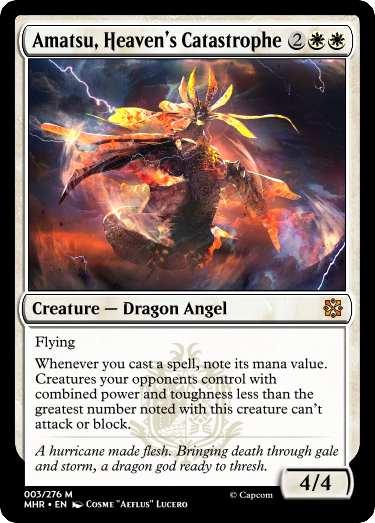 Amatsu, Heaven's Catastrophe 2
Creature — Dragon Angel
Flying
Whenever you cast a spell, note its mana value.
Creatures your opponents control with
combined power and toughness less than the
greatest number noted with this creature can't
attack or block.
A hurricane made flesh. Bringing death through gale
and storm, a dragon god ready to thresh.
4/4
003/276 M
MHR • EN Cosme "Aeflus" Lucero
© Capcom